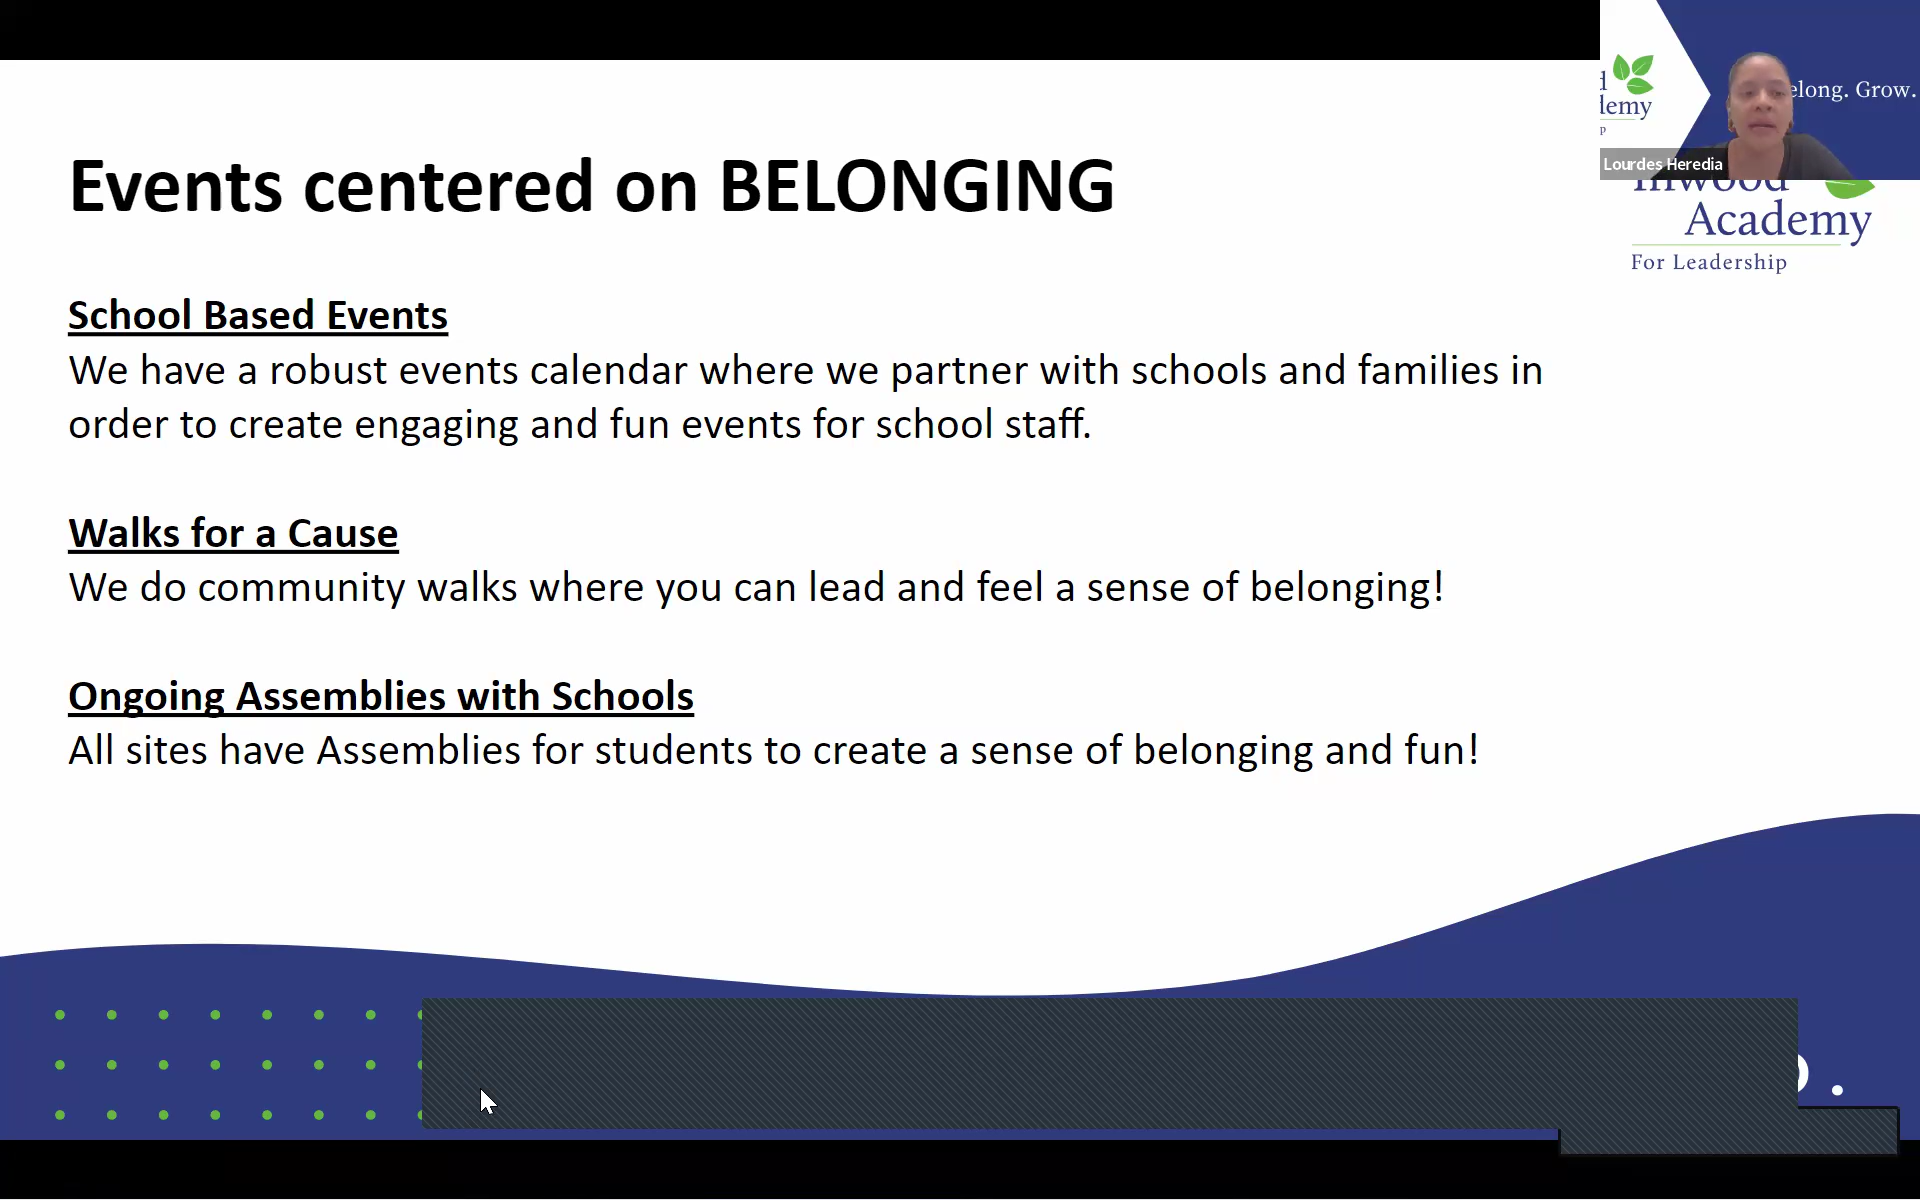 Events centered on BELONGING
School Based Events
We have a robust events calendar where we partner with schools and families in
order to create engaging and fun events for school staff.
Walks for a Cause
We do community walks where you can lead and feel a sense of belonging!
Ongoing Assemblies with Schools
All sites have Assemblies for students to create a sense of belonging and fun!
Grow.
Lourdes Heredia
Inwood
Academy
For Leadership